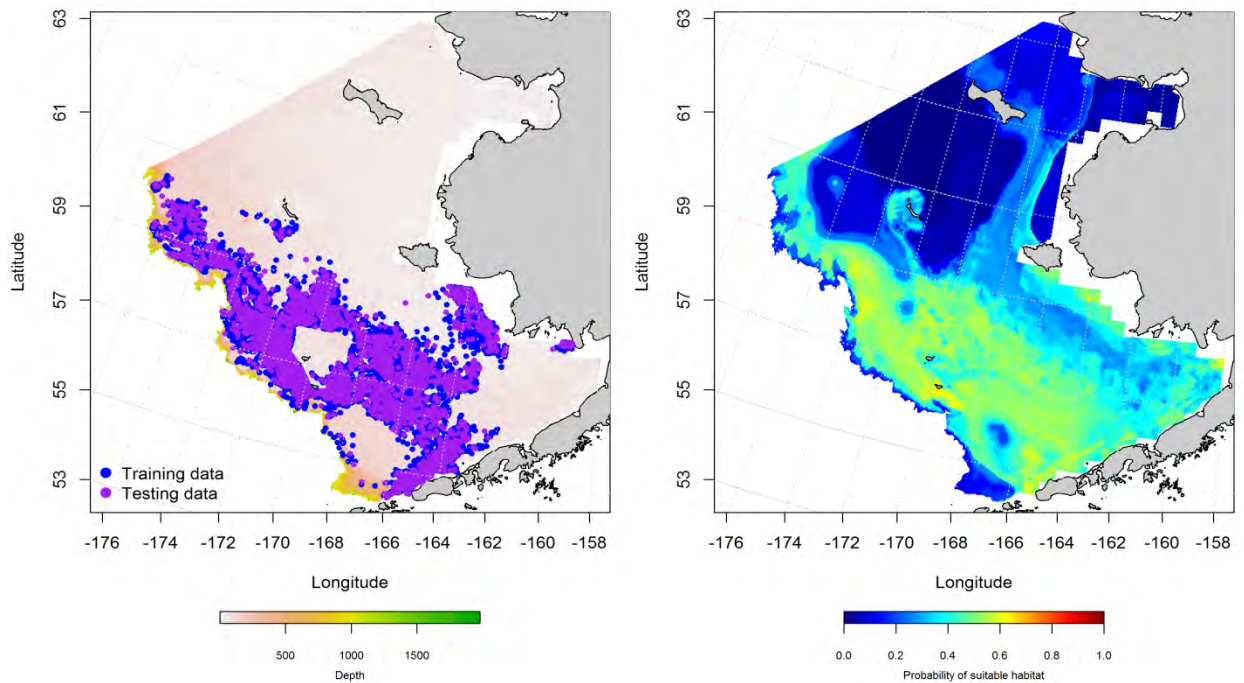 63
61
59
57
55
53
Latitude
Training data
Testing data
-176 -174 -172 -170 -168 -166 -164 -162 -160 -158
Longitude
500 1000 1500
Depth
63
61
59
57
55
53
Latitude
-176 -174 -172 -170 -168 -166 -164 -162 -160 -158
Longitude
0.0 0.2 0.4 0.6 0.8 1.0
Probability of suitable habitat